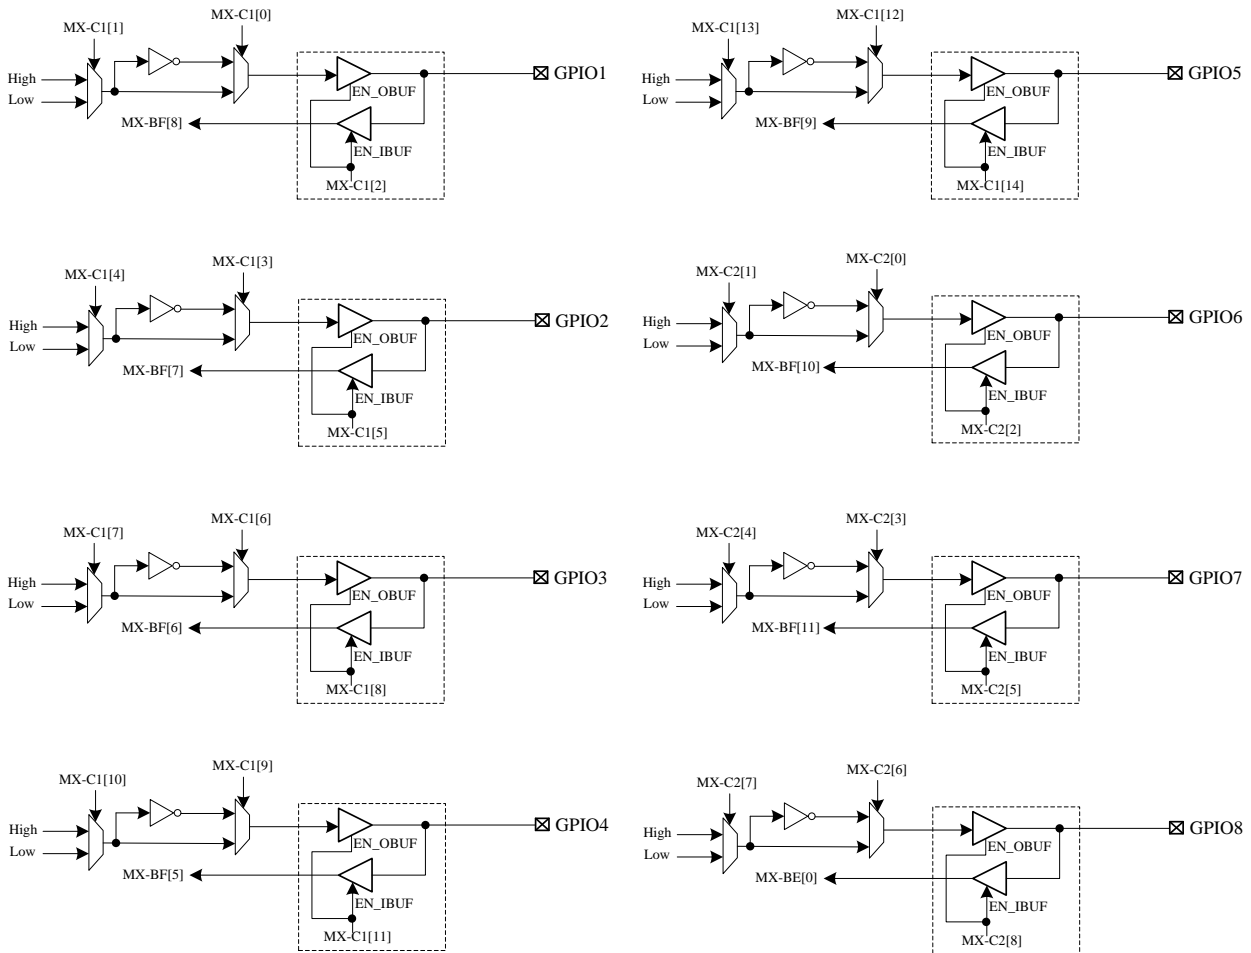 MX-C1[0]
MX-C1[1]
High
Low
GPIO1
EN_OBUF
MX-BF[8]
EN_IBUF
MX-C1[2]
MX-C1[12]
MX-C1[13]
High
Low
GPIO5
EN_OBUF
MX-BF[9]
EN_IBUF
MX-C1[14]
MX-C1[3]
MX-C1[4]
High
Low
GPIO2
EN_OBUF
MX-BF[7]
EN_IBUF
MX-C1[5]
MX-C2[0]
MX-C2[1]
High
Low
GPIO6
EN_OBUF
MX-BF[10]
EN_IBUF
MX-C2[2]
MX-C1[6]
MX-C1[7]
High
Low
GPIO3
EN_OBUF
MX-BF[6]
EN_IBUF
MX-C1[8]
MX-C2[3]
MX-C2[4]
High
Low
GPIO7
EN_OBUF
MX-BF[11]
EN_IBUF
MX-C2[5]
MX-C1[9]
MX-C1[10]
High
Low
GPIO4
EN_OBUF
MX-BF[5]
EN_IBUF
MX-C1[11]
MX-C2[6]
MX-C2[7]
High
Low
GPIO8
EN_OBUF
MX-BE[0]
EN_IBUF
MX-C2[8]